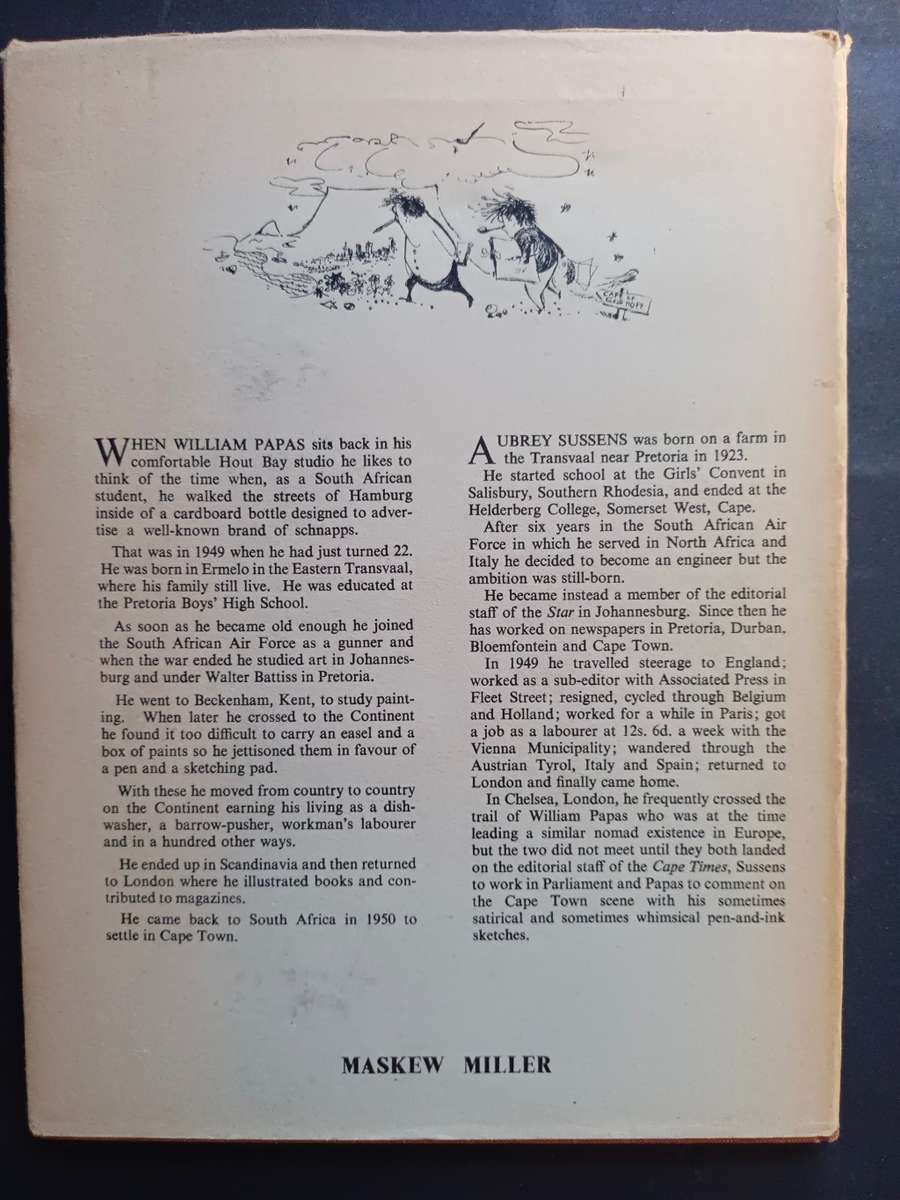 CAPE OF
GOOD HOPE
WHEN WILLIAM PAPAS sits back in his
comfortable Hout Bay studio he likes to
think of the time when, as a South African
student, he walked the streets of Hamburg
inside of a cardboard bottle designed to adver-
tise a well-known brand of schnapps.
That was in 1949 when he had just turned 22.
He was born in Ermelo in the Eastern Transvaal,
where his family still live. He was educated at
the Pretoria Boys' High School.
As soon as he became old enough he joined
the South African Air Force as a gunner and
when the war ended he studied art in Johannes-
burg and under Walter Battiss in Pretoria.
He went to Beckenham, Kent, to study paint-
ing. When later he crossed to the Continent
he found it too difficult to carry an easel and a
box of paints so he jettisoned them in favour of
a pen and a sketching pad.
With these he moved from country to country
on the Continent earning his living as a dish-
washer, a barrow-pusher, workman's labourer
and in a hundred other ways.
He ended up in Scandinavia and then returned
to London where he illustrated books and con-
tributed to magazines.
He came back to South Africa in 1950 to
settle in Cape Town.
AUBREY SUSSENS was born on a farm in
the Transvaal near Pretoria in 1923.
He started school at the Girls' Convent in
Salisbury, Southern Rhodesia, and ended at the
Helderberg College, Somerset West, Cape.
After six years in the South African Air
Force in which he served in North Africa and
Italy he decided to become an engineer but the
ambition was still-born.
He became instead a member of the editorial
staff of the Star in Johannesburg. Since then he
has worked on newspapers in Pretoria, Durban,
Bloemfontein and Cape Town.
In 1949 he travelled steerage to England;
worked as a sub-editor with Associated Press in
Fleet Street; resigned, cycled through Belgium
and Holland; worked for a while in Paris; got
a job as a labourer at 12s. 6d. a week with the
Vienna Municipality; wandered through the
Austrian Tyrol, Italy and Spain; returned to
London and finally came home.
In Chelsea, London, he frequently crossed the
trail of William Papas who was at the time
leading a similar nomad existence in Europe,
but the two did not meet until they both landed
on the editorial staff of the Cape Times, Sussens
to work in Parliament and Papas to comment on
the Cape Town scene with his sometimes
satirical and sometimes whimsical pen-and-ink
sketches.
MASKEW MILLER